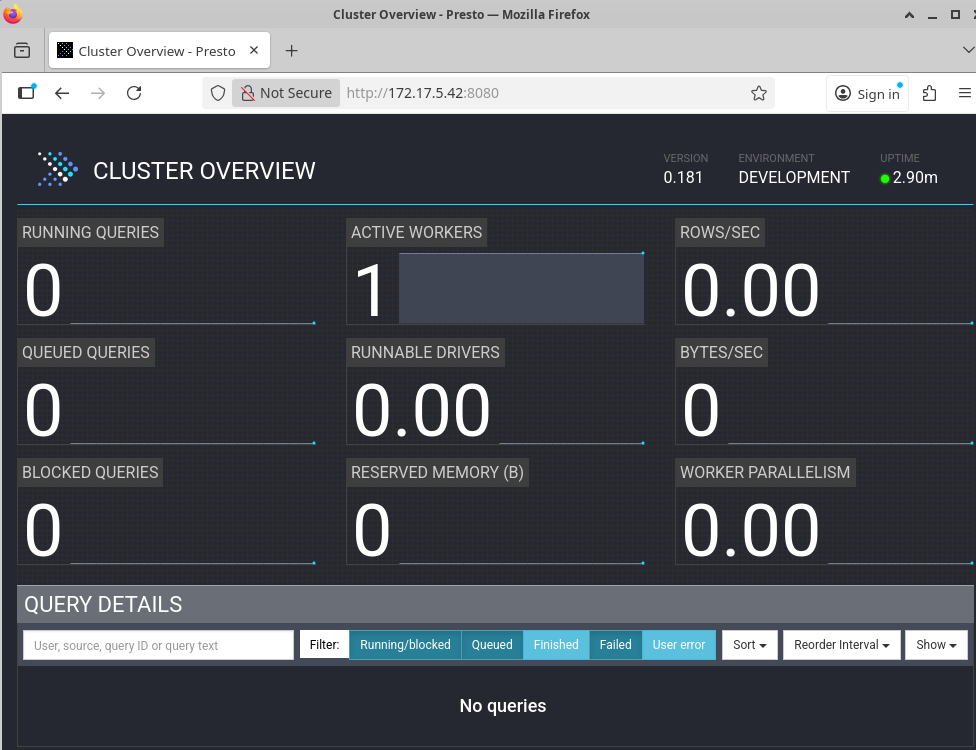 Cluster Overview - Presto — Mozilla Firefox
Cluster Overview - Presto
Not Secure http://172.17.5.42:8080 Sign in
CLUSTER OVERVIEW
VERSION ENVIRONMENT UPTIME
0.181 DEVELOPMENT 2.90m
RUNNING QUERIES ACTIVE WORKERS ROWS/SEC
0 1 0.00
QUEUED QUERIES RUNNABLE DRIVERS BYTES/SEC
0 0.00 0
BLOCKED QUERIES RESERVED MEMORY (B) WORKER PARALLELISM
0 0 0.00
QUERY DETAILS
User, source, query ID or query text Filter: Running/blocked Queued Finished Failed User error Sort Reorder Interval Show
No queries